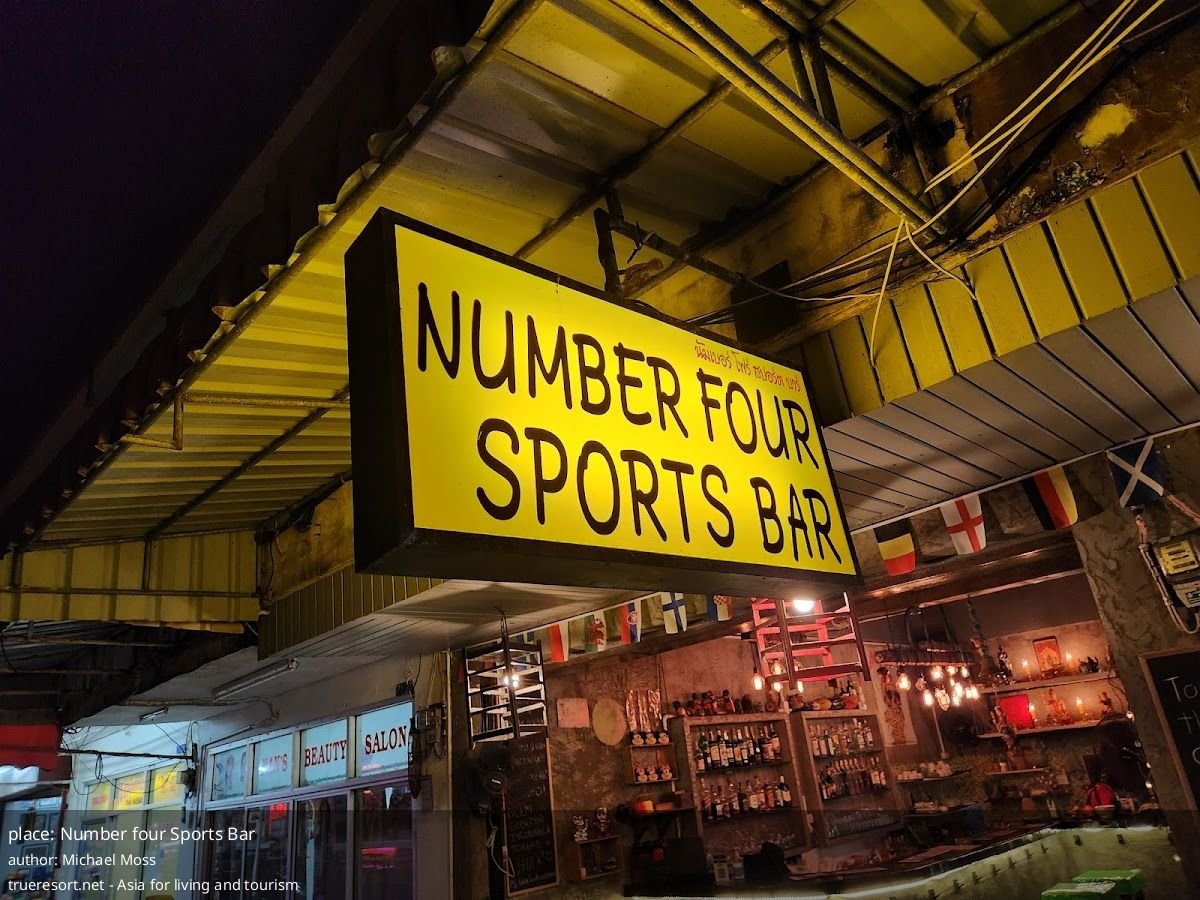 นัมเบอร์ โฟร์ สปอร์ต บาร์
NUMBER FOUR
SPORTS BAR
BEAUTY
SALON
place: Number four Sports Bar
author: Michael Moss
trueresort.net - Asia for living and tourism